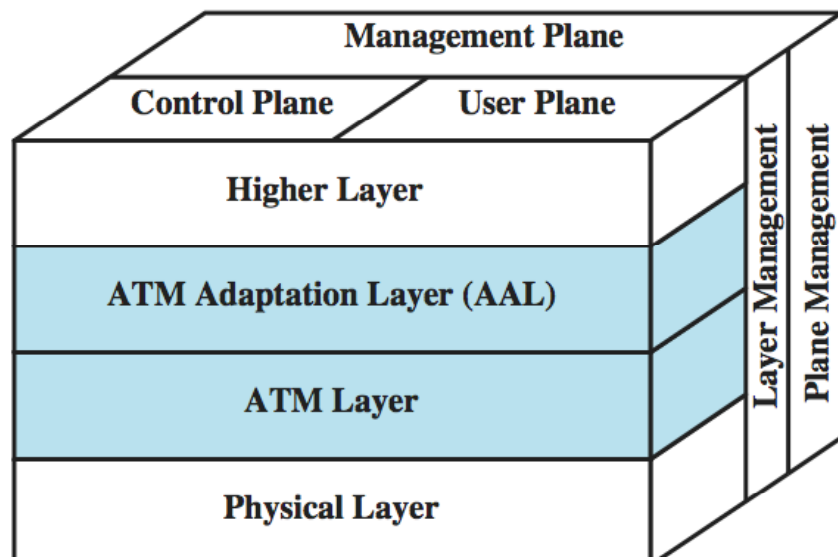 Management Plane
Control Plane
User Plane
Higher Layer
ATM Adaptation Layer (AAL)
ATM Layer
Physical Layer
Layer Management
Plane Management